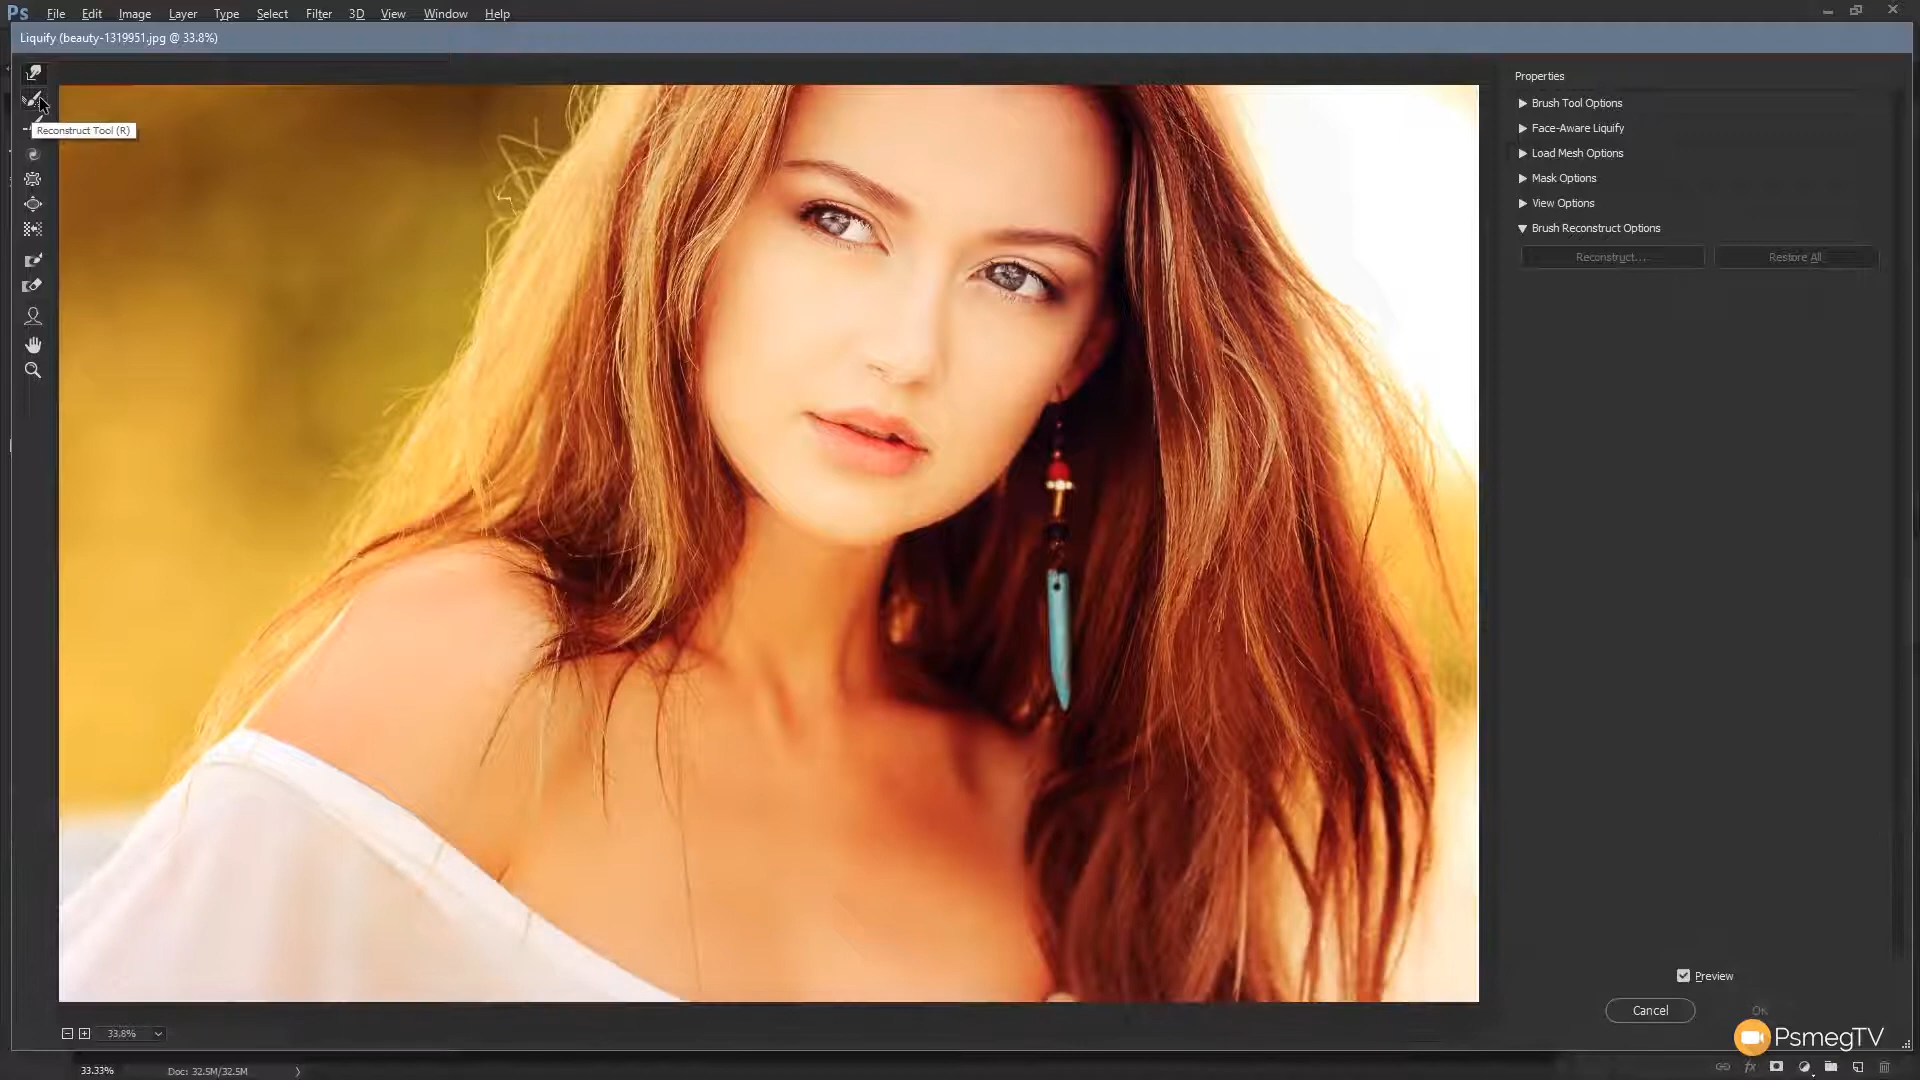 Ps File Edit Image Layer Type Select Filter 3D View Window Help
Liquify (beauty-1319951.jpg @ 33.8%)
Reconstruct Tool (R)
Properties
Brush Tool Options
Face-Aware Liquify
Load Mesh Options
Mask Options
View Options
Brush Reconstruct Options
Reconstruct... Restore All
Preview
Cancel OK
33.8%
PsmegTV
33.33% Doc: 32.5M/32.5M
fx